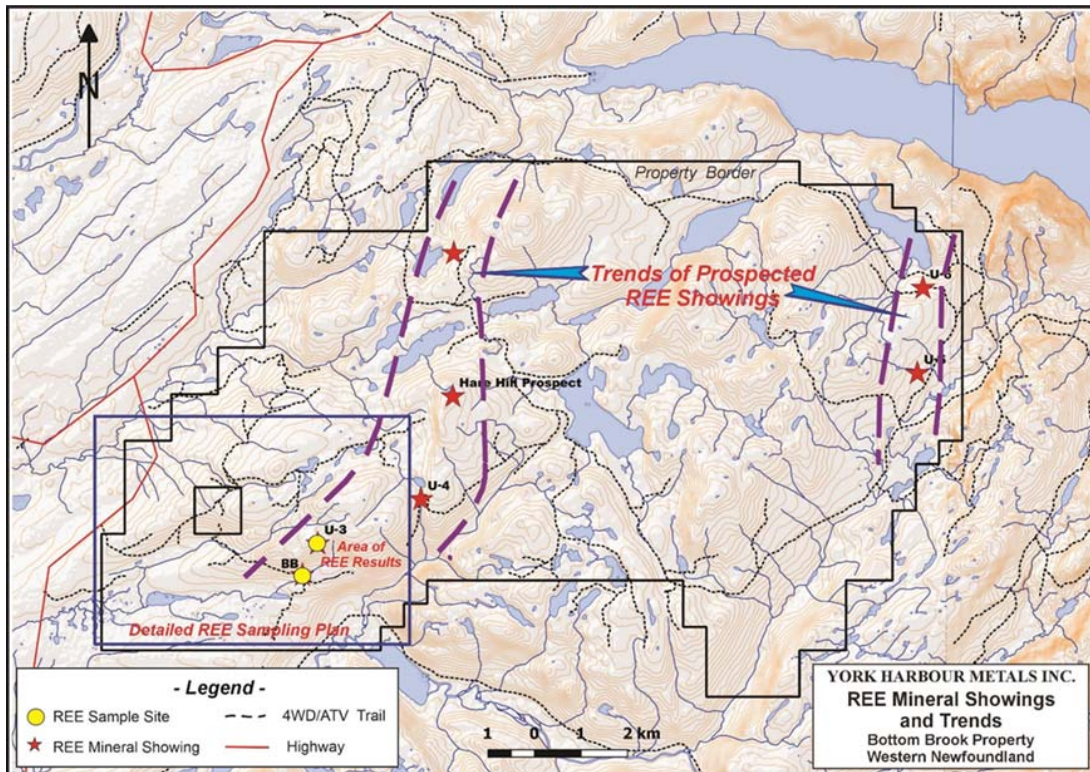 N
Property Border
Trends of Prospected
REE Showings
U-6
U-5
Hare Hill Prospect
U-4
U-3
Area of
REE Results
BB
Detailed REE Sampling Plan
- Legend -
REE Sample Site
4WD/ATV Trail
REE Mineral Showing
Highway
1 0 1 2 km
YORK HARBOUR METALS INC.
REE Mineral Showings
and Trends
Bottom Brook Property
Western Newfoundland